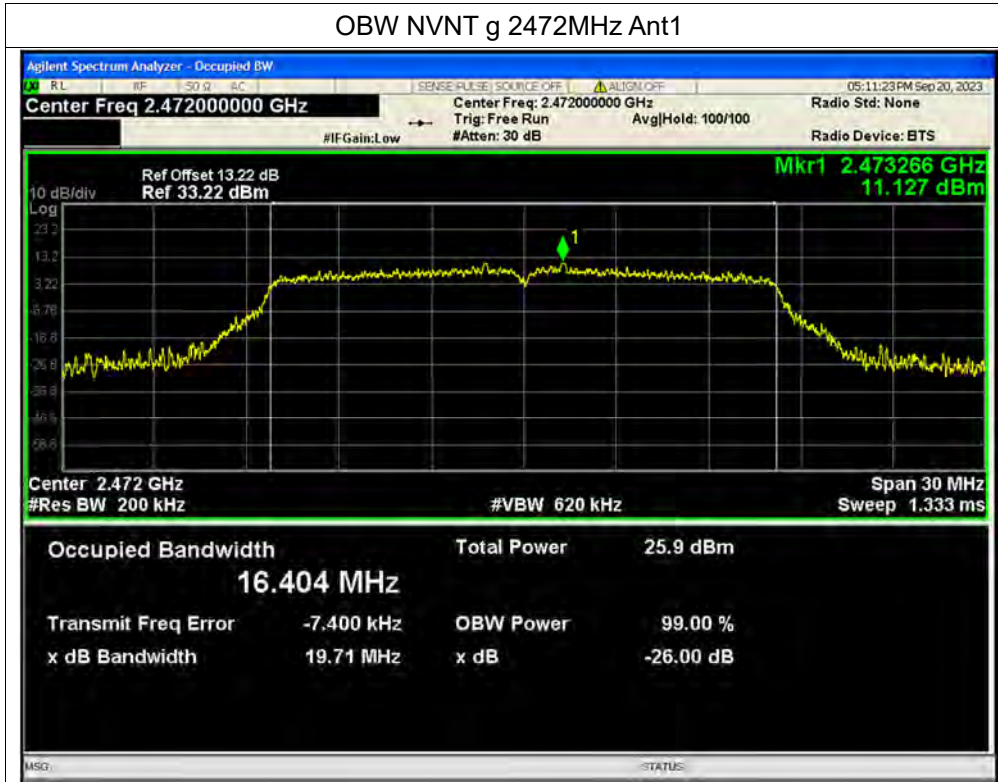 OBW NVNT g 2472MHz Ant1
Agilent Spectrum Analyzer - Occupied BW
RL RF 50 Ω AC SENSE:PULSE SOURCE OFF ALIGN OFF 05:11:23 PM Sep 20, 2023
Center Freq 2.472000000 GHz Center Freq: 2.472000000 GHz Radio Std: None
Trig: Free Run Avg|Hold: 100/100
#IFGain:Low #Atten: 30 dB Radio Device: BTS
Mkr1 2.473266 GHz
11.127 dBm
Ref Offset 13.22 dB
10 dB/div Ref 33.22 dBm
Log
23.2
13.2
3.22
-6.78
-16.8
-26.8
-36.8
-46.8
-56.8
1
Center 2.472 GHz Span 30 MHz
#Res BW 200 kHz #VBW 620 kHz Sweep 1.333 ms
Occupied Bandwidth Total Power 25.9 dBm
16.404 MHz
Transmit Freq Error -7.400 kHz OBW Power 99.00 %
x dB Bandwidth 19.71 MHz x dB -26.00 dB
MSG STATUS